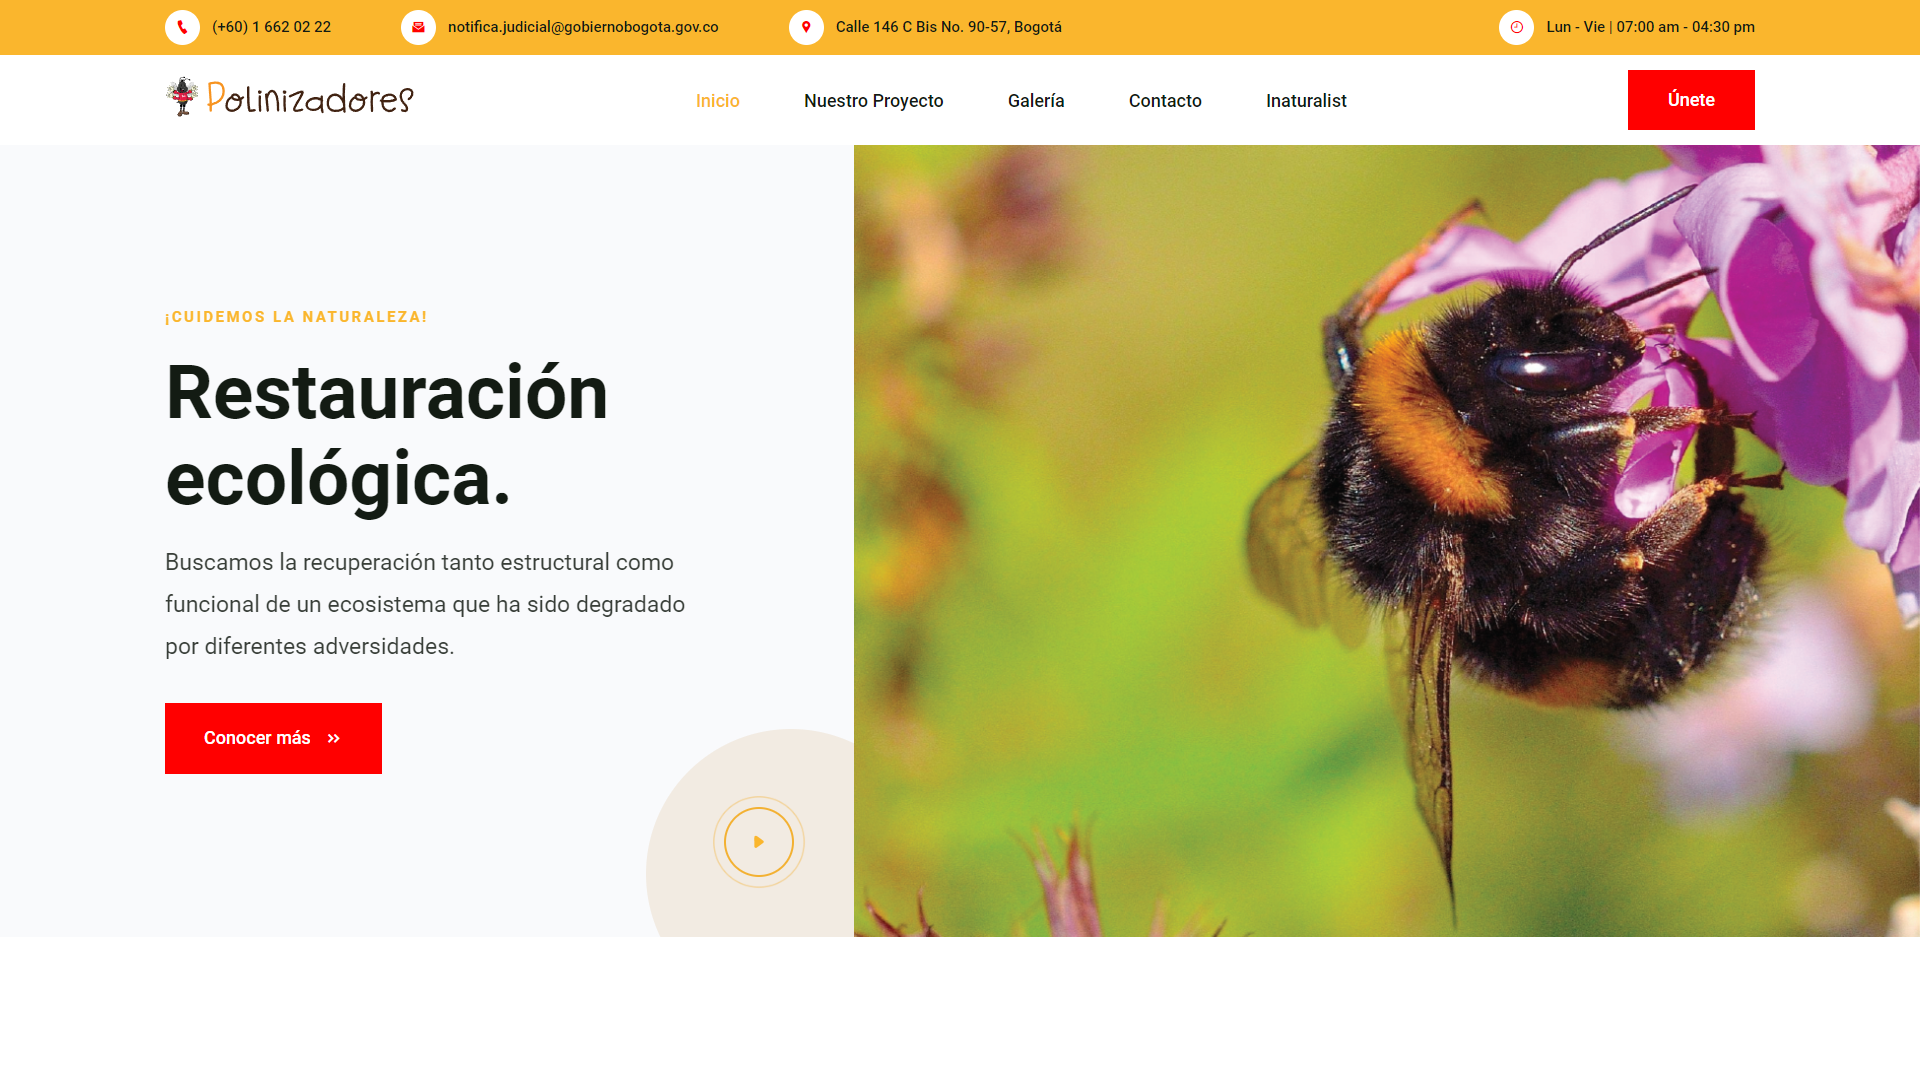 (+60) 1 662 02 22
notifica.judicial@gobiernobogota.gov.co
Calle 146 C Bis No. 90-57, Bogotá
Lun - Vie | 07:00 am - 04:30 pm
Polinizadores
Inicio
Nuestro Proyecto
Galería
Contacto
Inaturalist
Únete
¡CUIDEMOS LA NATURALEZA!
Restauración
ecológica.
Buscamos la recuperación tanto estructural como
funcional de un ecosistema que ha sido degradado
por diferentes adversidades.
Conocer más